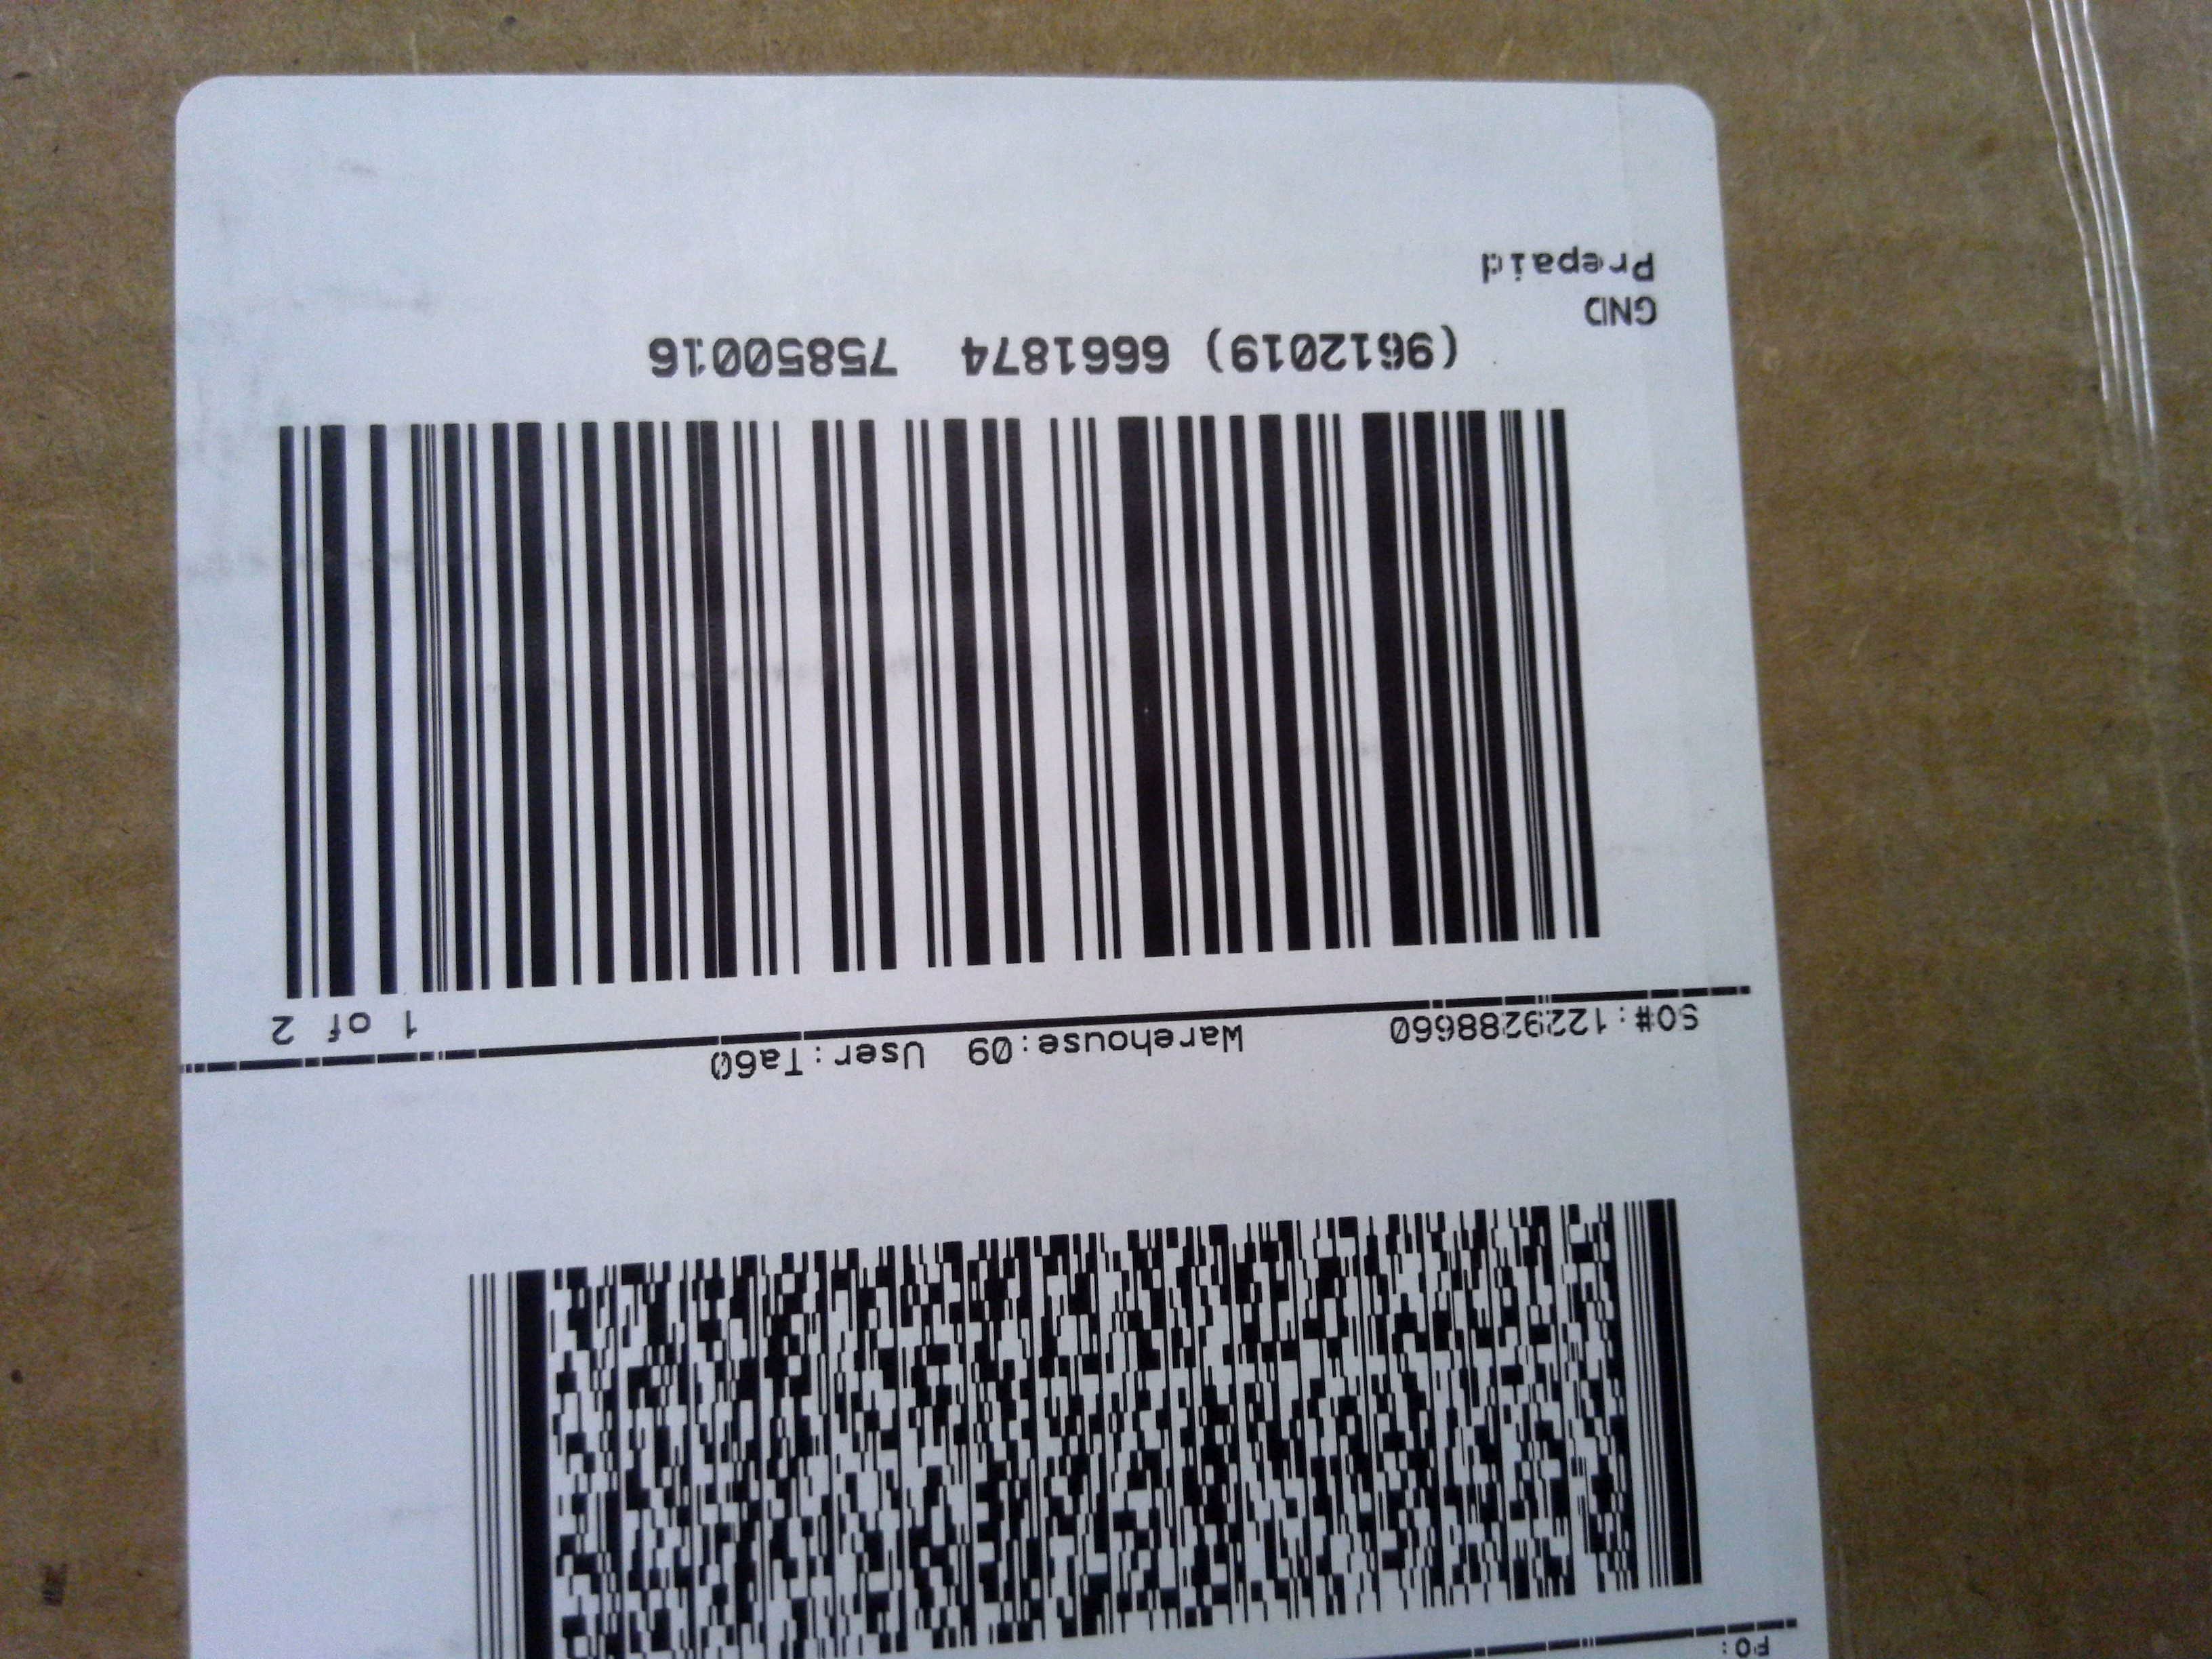 PO:
SO#:1229288660 Warehouse:09 User:Ta60 1 of 2
(9612019) 6661874 75850016
GND
Prepaid